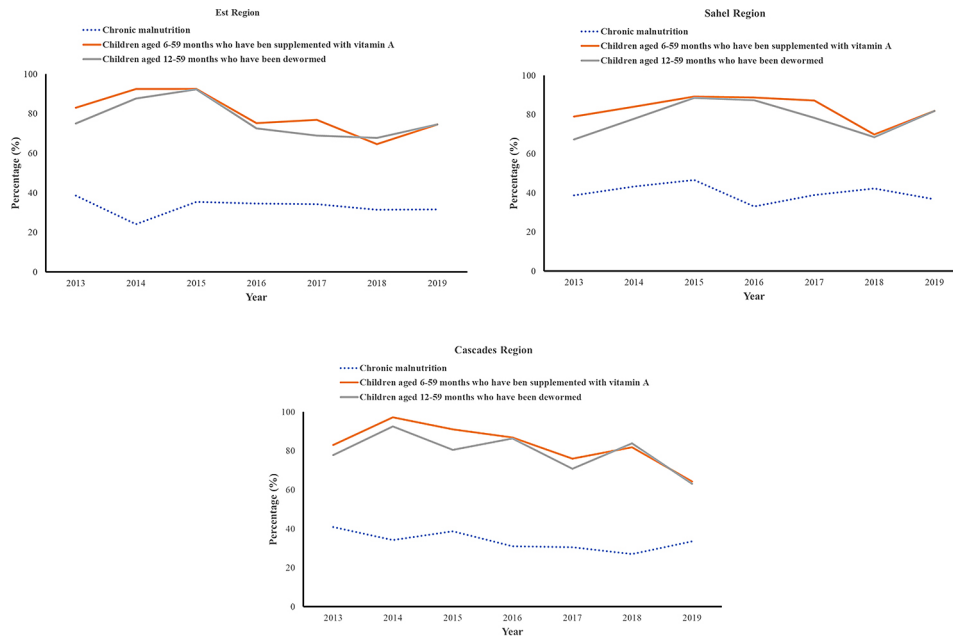 Est Region
Chronic malnutrition
Children aged 6-59 months who have ben supplemented with vitamin A
Children aged 12-59 months who have been dewormed
100
80
60
40
20
0
Percentage (%)
2013 2014 2015 2016 2017 2018 2019
Year
Sahel Region
Chronic malnutrition
Children aged 6-59 months who have ben supplemented with vitamin A
Children aged 12-59 months who have been dewormed
100
80
60
40
20
0
Percentage (%)
2013 2014 2015 2016 2017 2018 2019
Year
Cascades Region
Chronic malnutrition
Children aged 6-59 months who have ben supplemented with vitamin A
Children aged 12-59 months who have been dewormed
100
80
60
40
20
0
Percentage (%)
2013 2014 2015 2016 2017 2018 2019
Year